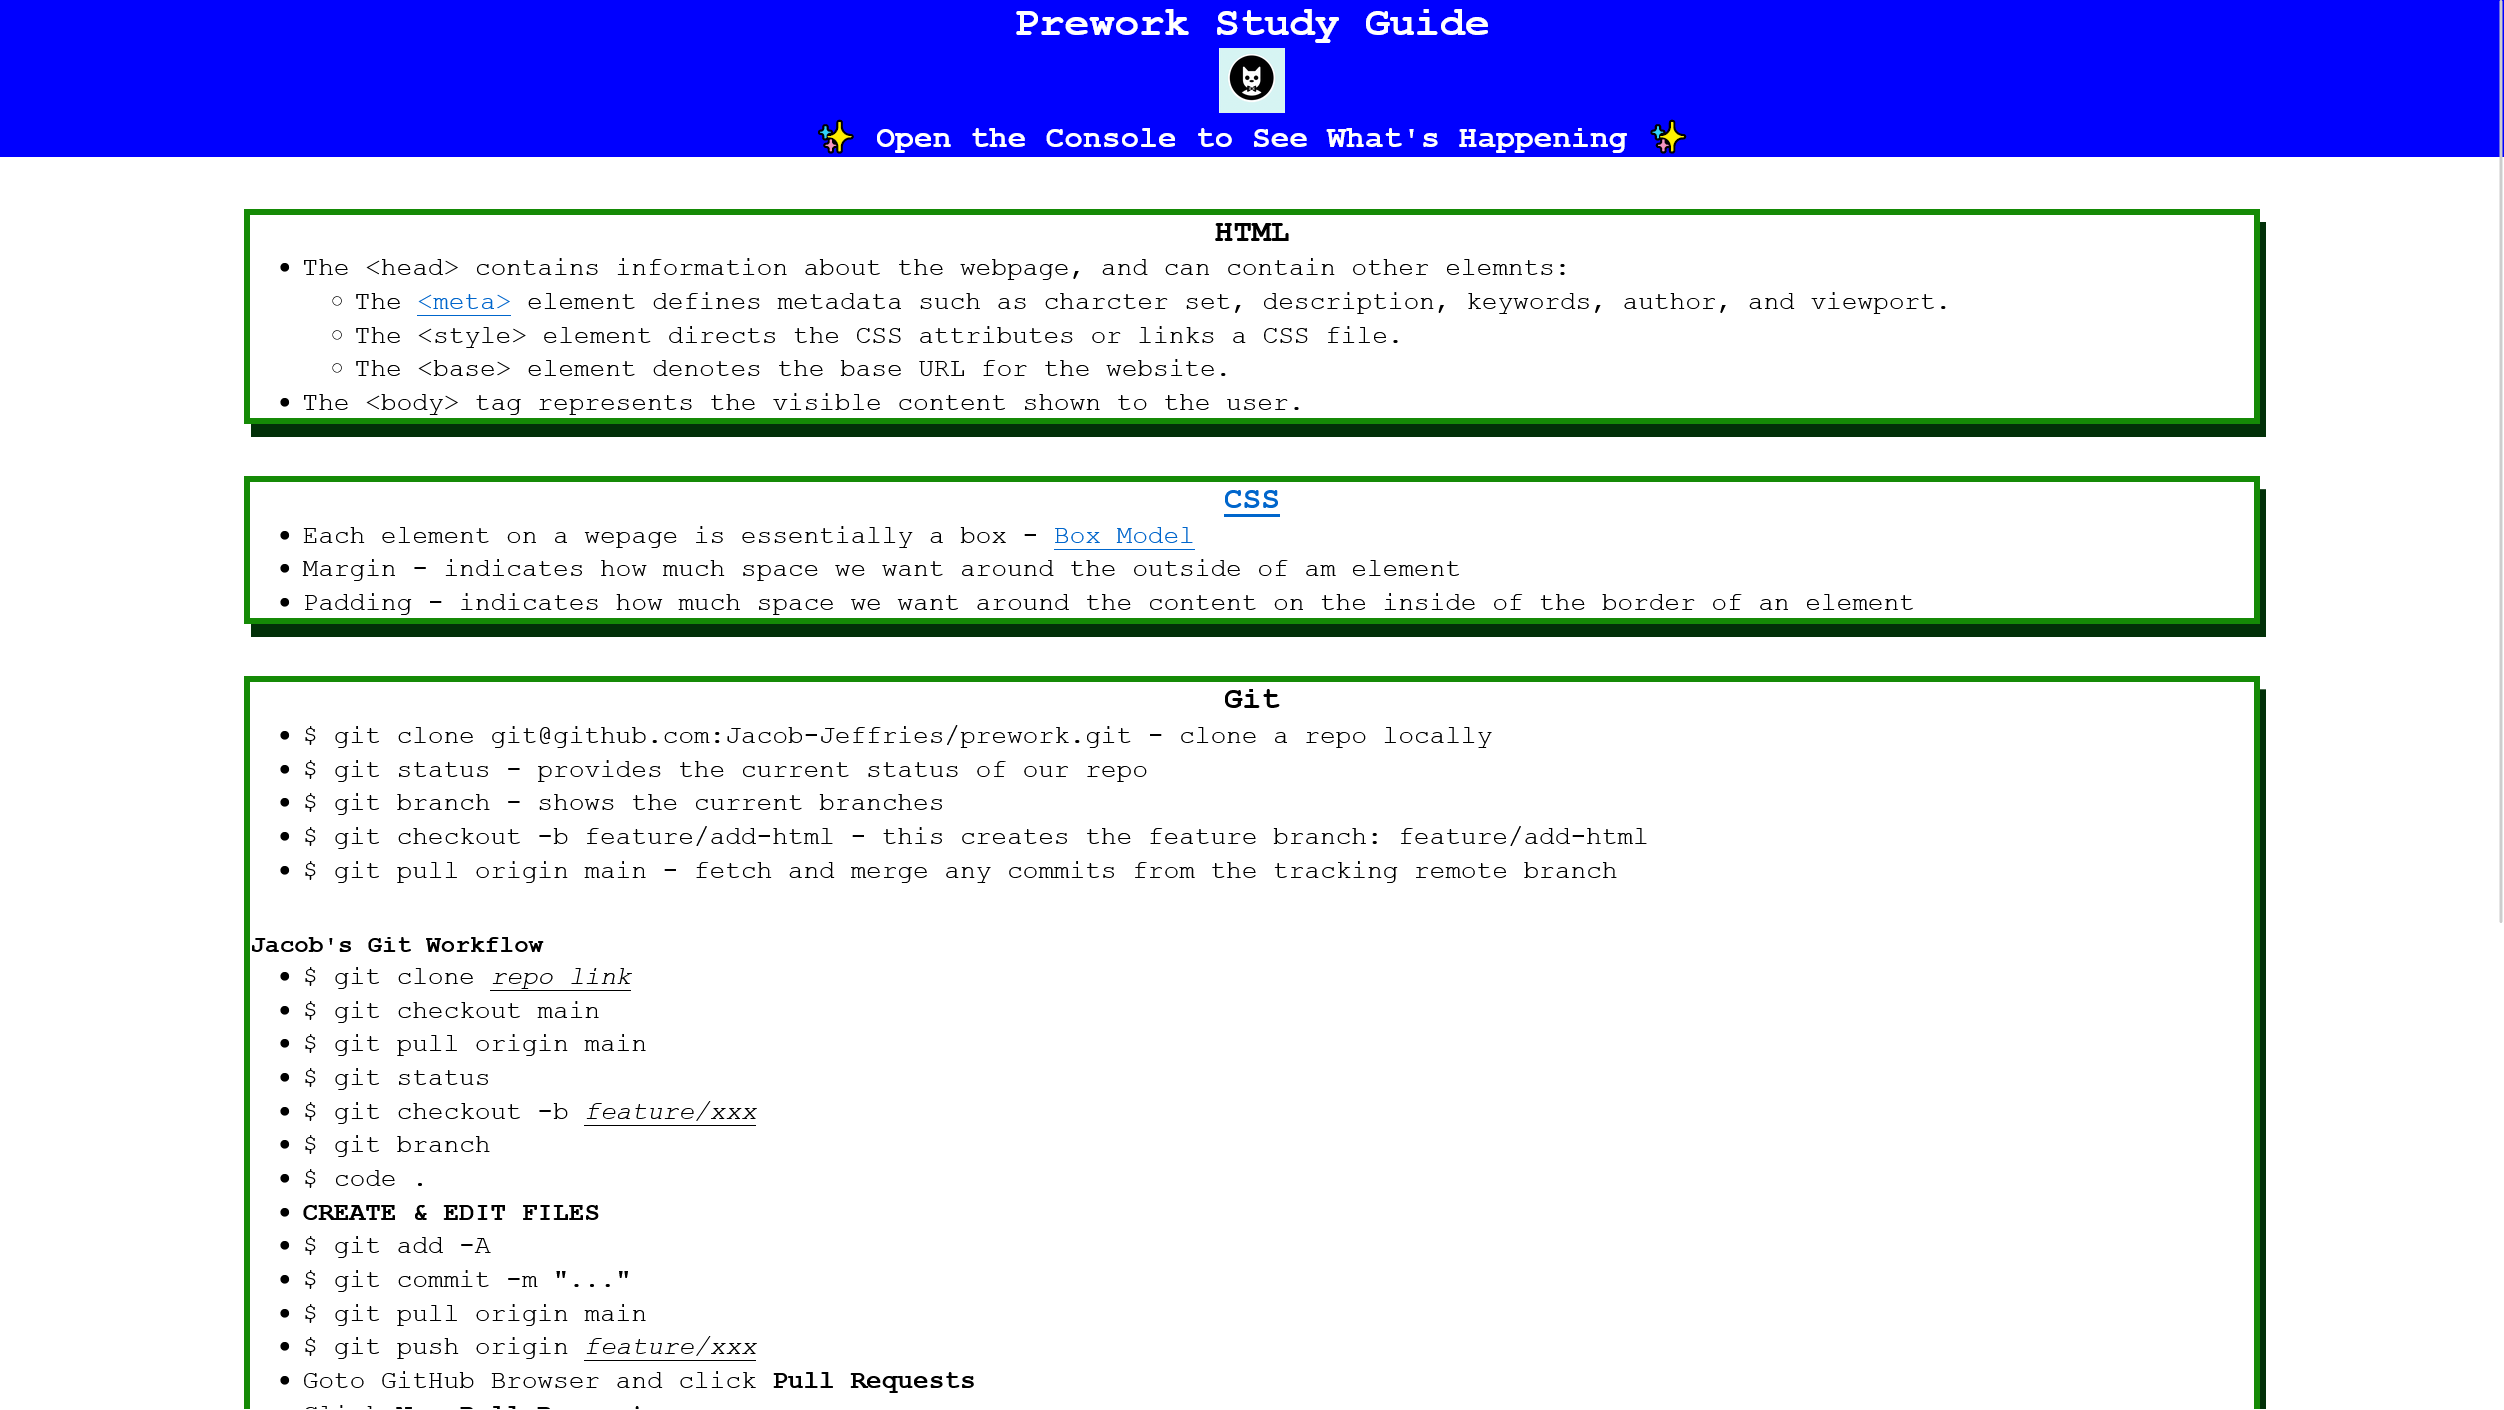 Prework Study Guide
✨ Open the Console to See What's Happening ✨
HTML
The <head> contains information about the webpage, and can contain other elemnts:
The <meta> element defines metadata such as charcter set, description, keywords, author, and viewport.
The <style> element directs the CSS attributes or links a CSS file.
The <base> element denotes the base URL for the website.
The <body> tag represents the visible content shown to the user.
CSS
Each element on a wepage is essentially a box - Box Model
Margin - indicates how much space we want around the outside of am element
Padding - indicates how much space we want around the content on the inside of the border of an element
Git
$ git clone git@github.com:Jacob-Jeffries/prework.git - clone a repo locally
$ git status - provides the current status of our repo
$ git branch - shows the current branches
$ git checkout -b feature/add-html - this creates the feature branch: feature/add-html
$ git pull origin main - fetch and merge any commits from the tracking remote branch
Jacob's Git Workflow
$ git clone repo link
$ git checkout main
$ git pull origin main
$ git status
$ git checkout -b feature/xxx
$ git branch
$ code .
CREATE & EDIT FILES
$ git add -A
$ git commit -m "..."
$ git pull origin main
$ git push origin feature/xxx
Goto GitHub Browser and click Pull Requests